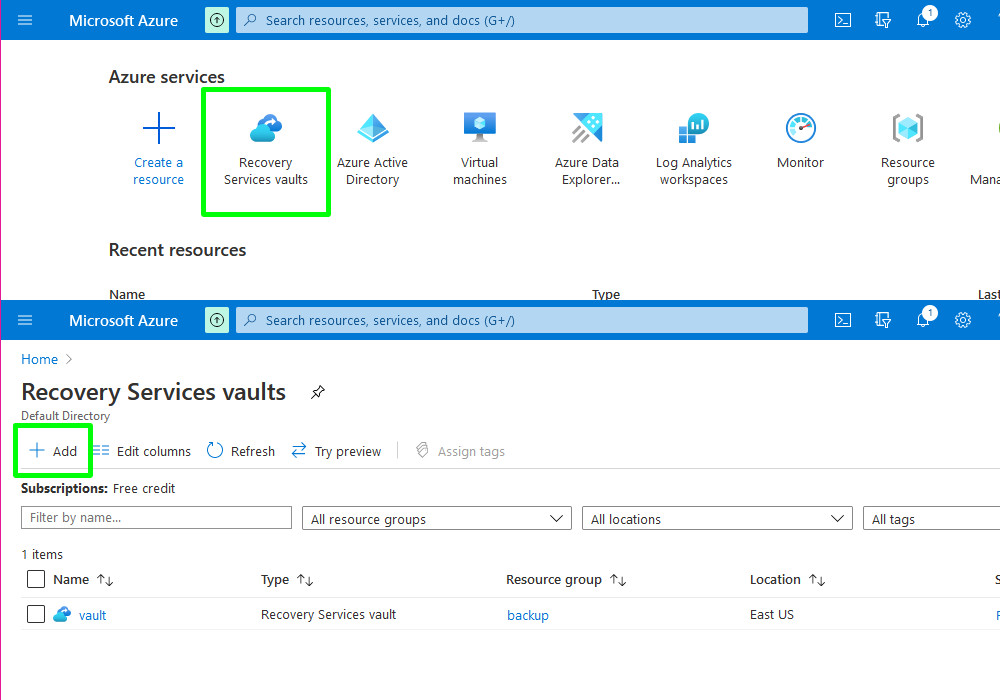 Microsoft Azure
Search resources, services, and docs (G+/)
1
Azure services
Create a
resource
Recovery
Services vaults
Azure Active
Directory
Virtual
machines
Azure Data
Explorer...
Log Analytics
workspaces
Monitor
Resource
groups
Mana
Recent resources
Name Type Last
Microsoft Azure
Search resources, services, and docs (G+/)
1
Home
Recovery Services vaults
Default Directory
Add Edit columns Refresh Try preview Assign tags
Subscriptions: Free credit
Filter by name... All resource groups All locations All tags
1 items
Name Type Resource group Location S
vault Recovery Services vault backup East US